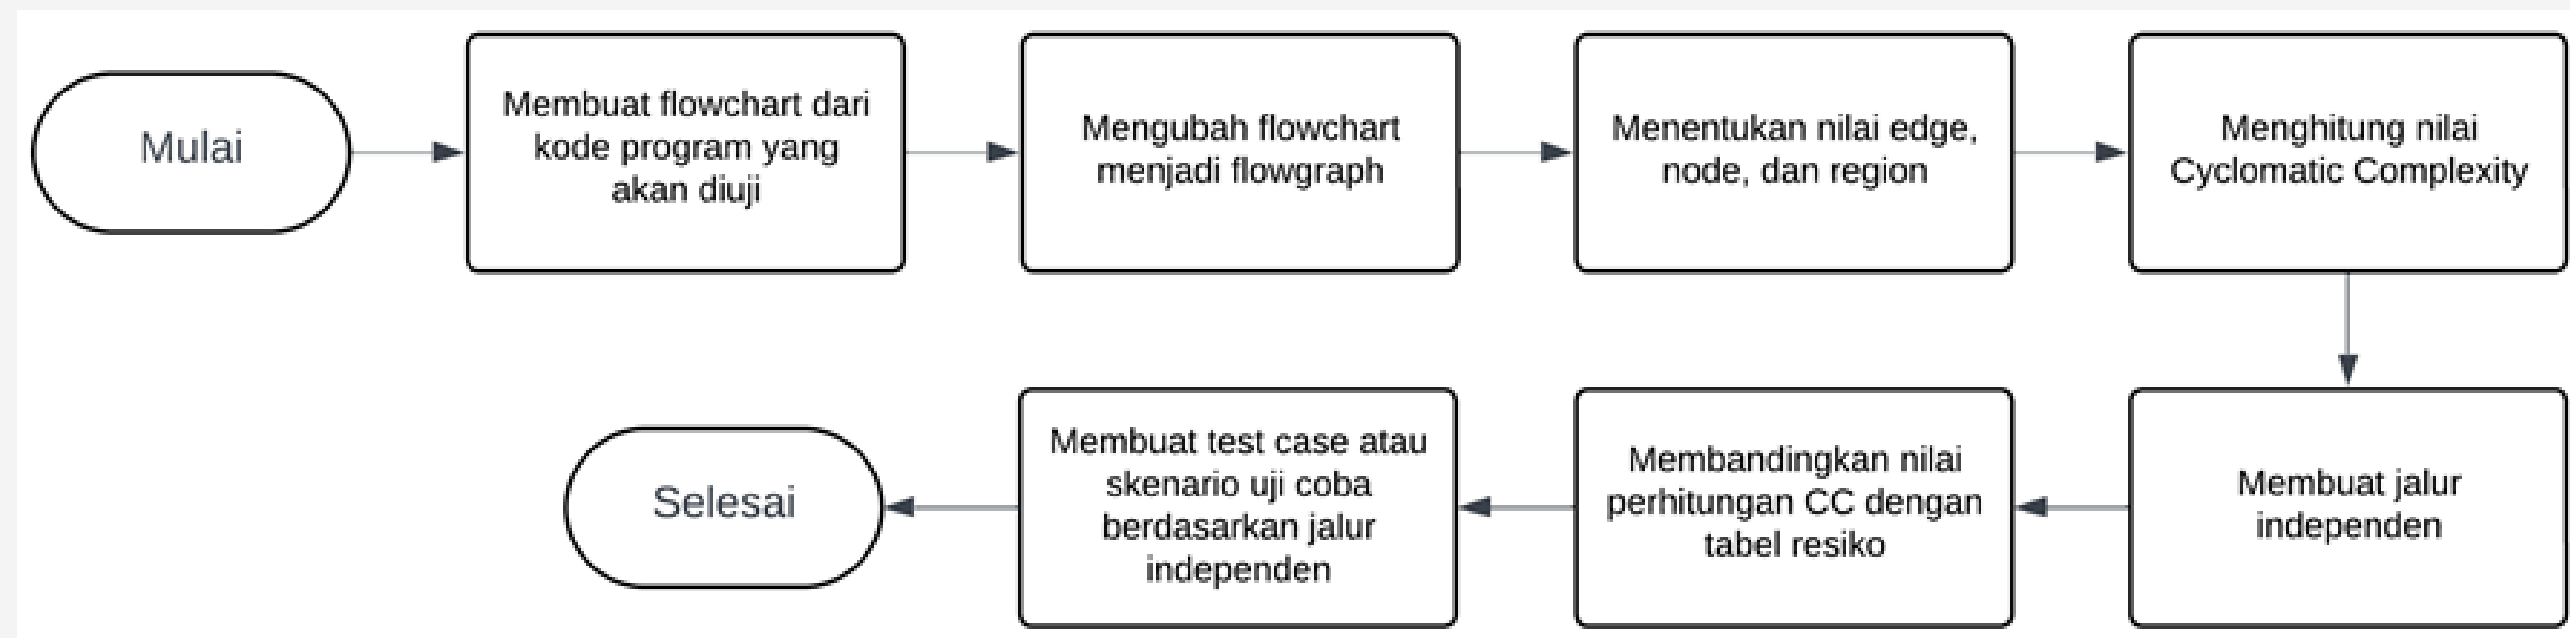 Mulai
Membuat flowchart dari
kode program yang
akan diuji
Mengubah flowchart
menjadi flowgraph
Menentukan nilai edge,
node, dan region
Menghitung nilai
Cyclomatic Complexity
Membuat jalur
independen
Membandingkan nilai
perhitungan CC dengan
tabel resiko
Membuat test case atau
skenario uji coba
berdasarkan jalur
independen
Selesai